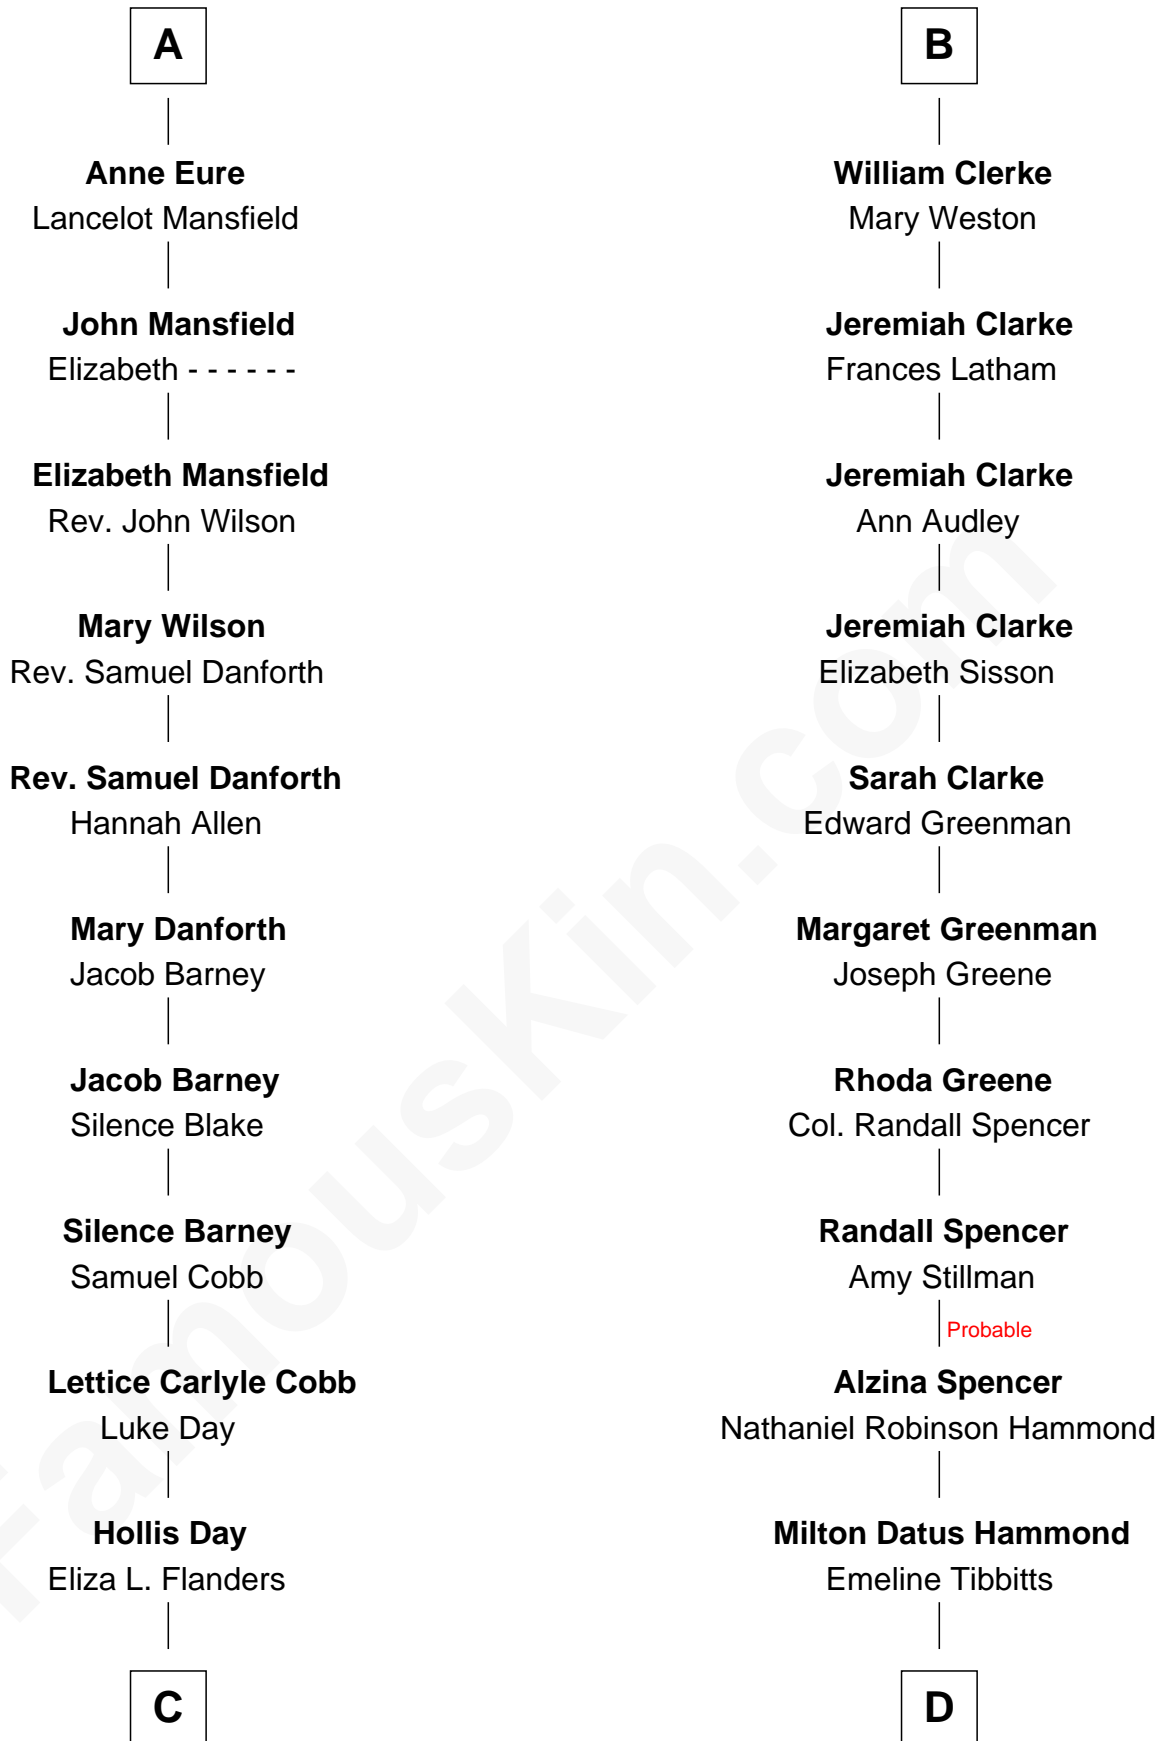 A
Anne Eure
Lancelot Mansfield
John Mansfield
Elizabeth - - - - - -
Elizabeth Mansfield
Rev. John Wilson
Mary Wilson
Rev. Samuel Danforth
Rev. Samuel Danforth
Hannah Allen
Mary Danforth
Jacob Barney
Jacob Barney
Silence Blake
Silence Barney
Samuel Cobb
Lettice Carlyle Cobb
Luke Day
Hollis Day
Eliza L. Flanders
C
B
William Clerke
Mary Weston
Jeremiah Clarke
Frances Latham
Jeremiah Clarke
Ann Audley
Jeremiah Clarke
Elizabeth Sisson
Sarah Clarke
Edward Greenman
Margaret Greenman
Joseph Greene
Rhoda Greene
Col. Randall Spencer
Randall Spencer
Amy Stillman
Probable
Alzina Spencer
Nathaniel Robinson Hammond
Milton Datus Hammond
Emeline Tibbitts
D
FamousKin.com